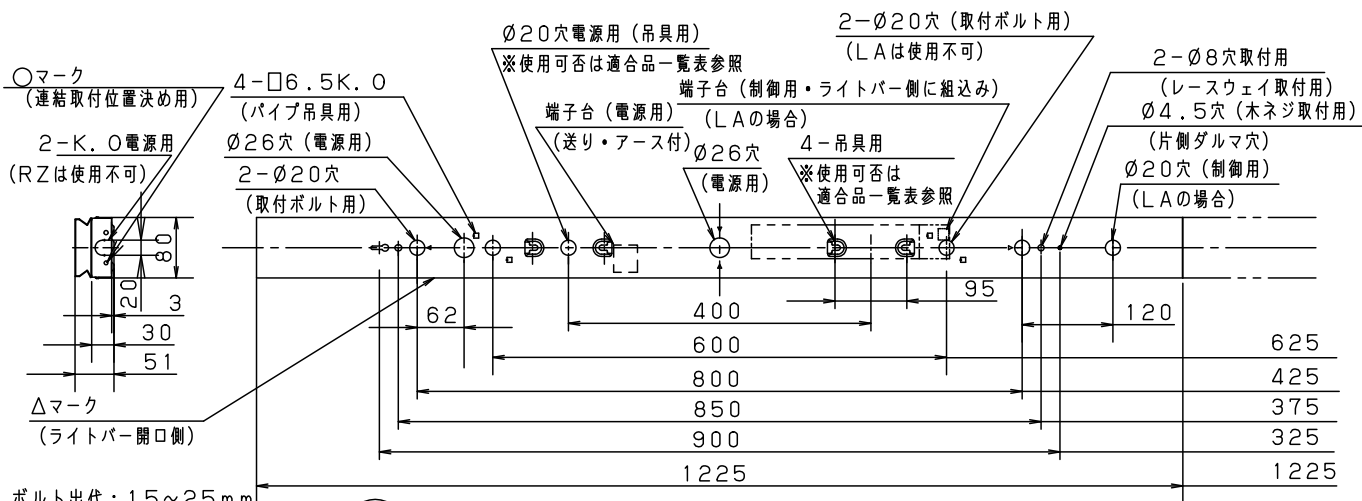 ○マーク
(連結取付位置決め用)
2-K.O電源用
(RZは使用不可)
4-□6.5K.O
(パイプ吊具用)
Ø26穴(電源用)
2-Ø20穴
(取付ボルト用)
Ø20穴電源用(吊具用)
※使用可否は適合品一覧表参照
端子台(電源用)
(送り・アース付)
端子台(制御用・ライトバー側に組込み)
(LAの場合)
Ø26穴
(電源用)
4-吊具用
※使用可否は
適合品一覧表参照
2-Ø20穴(取付ボルト用)
(LAは使用不可)
2-Ø8穴取付用
(レースウェイ取付用)
Ø4.5穴(木ネジ取付用)
(片側ダルマ穴)
Ø20穴(制御用)
(LAの場合)
80
20
3
30
51
62
400
95
120
600
625
800
425
850
375
900
325
1225
1225
△マーク
(ライトバー開口側)
ボルト出代:15~25mm